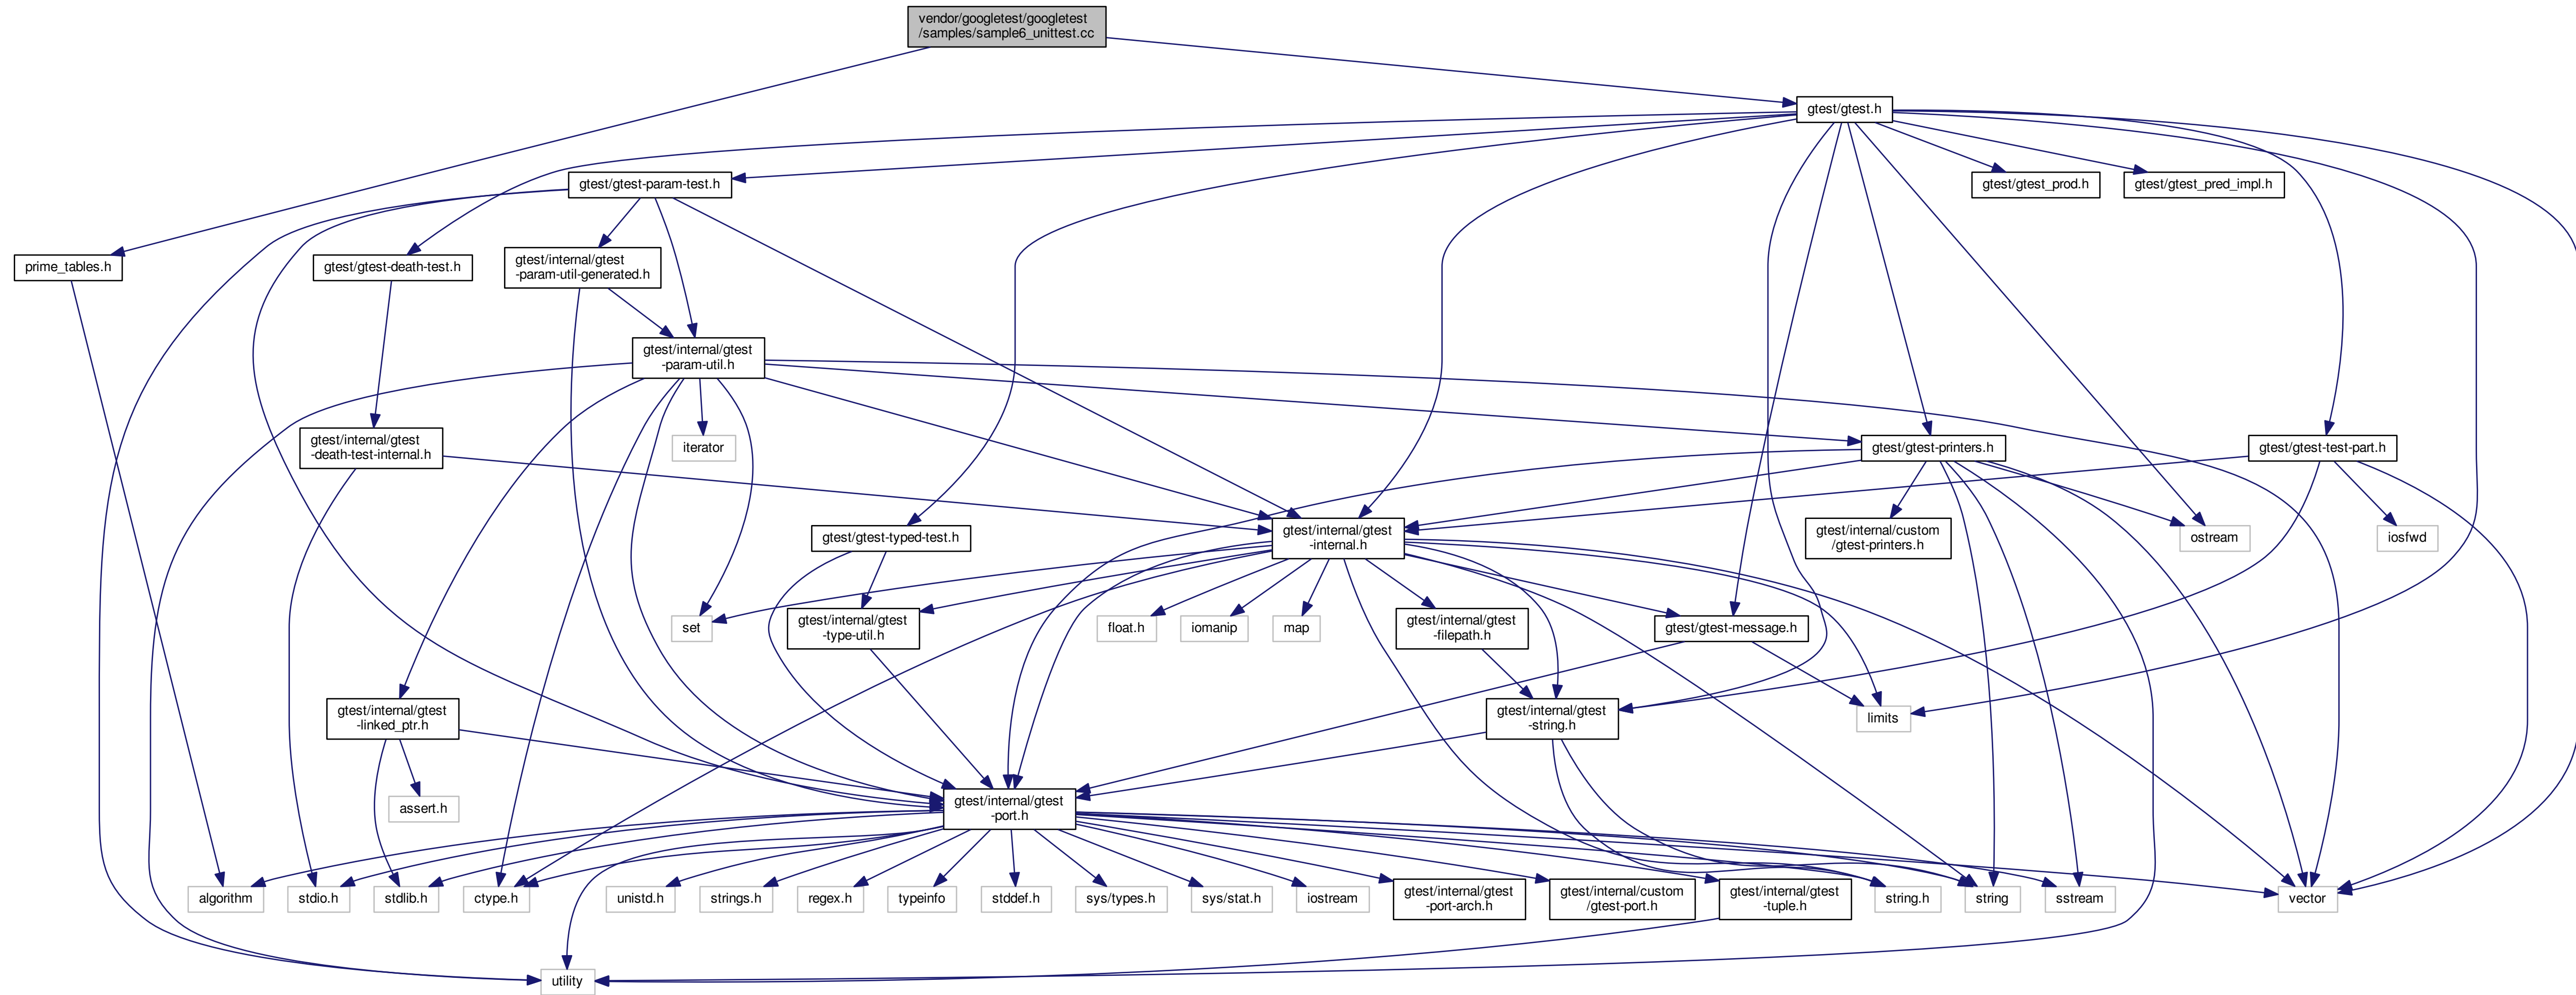 vendor/googletest/googletest
/samples/sample6_unittest.cc
gtest/gtest.h
gtest/gtest-param-test.h
gtest/gtest_prod.h
gtest/gtest_pred_impl.h
prime_tables.h
gtest/gtest-death-test.h
gtest/internal/gtest
-param-util-generated.h
gtest/internal/gtest
-param-util.h
gtest/internal/gtest
-death-test-internal.h
iterator
gtest/gtest-printers.h
gtest/gtest-test-part.h
gtest/gtest-typed-test.h
gtest/internal/gtest
-internal.h
gtest/internal/custom
/gtest-printers.h
ostream
iosfwd
set
gtest/internal/gtest
-type-util.h
float.h
iomanip
map
gtest/internal/gtest
-filepath.h
gtest/gtest-message.h
gtest/internal/gtest
-linked_ptr.h
gtest/internal/gtest
-string.h
limits
assert.h
gtest/internal/gtest
-port.h
algorithm
stdio.h
stdlib.h
ctype.h
unistd.h
strings.h
regex.h
typeinfo
stddef.h
sys/types.h
sys/stat.h
iostream
gtest/internal/gtest
-port-arch.h
gtest/internal/custom
/gtest-port.h
gtest/internal/gtest
-tuple.h
string.h
string
sstream
vector
utility